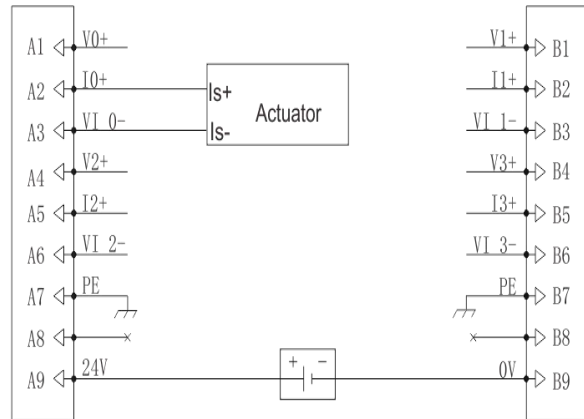 A1 V0+ V1+ B1
A2 I0+ Is+ I1+ B2
Actuator
A3 VI 0- Is- VI 1- B3
A4 V2+ V3+ B4
A5 I2+ I3+ B5
A6 VI 2- VI 3- B6
A7 PE PE B7
A8 B8
A9 24V + - 0V B9